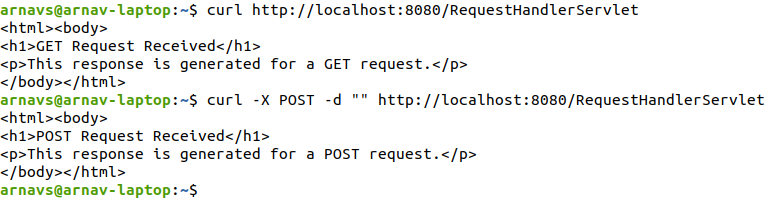 arnavs@arnav-laptop:~$ curl http://localhost:8080/RequestHandlerServlet
<html><body>
<h1>GET Request Received</h1>
<p>This response is generated for a GET request.</p>
</body></html>
arnavs@arnav-laptop:~$ curl -X POST -d "" http://localhost:8080/RequestHandlerServlet
<html><body>
<h1>POST Request Received</h1>
<p>This response is generated for a POST request.</p>
</body></html>
arnavs@arnav-laptop:~$